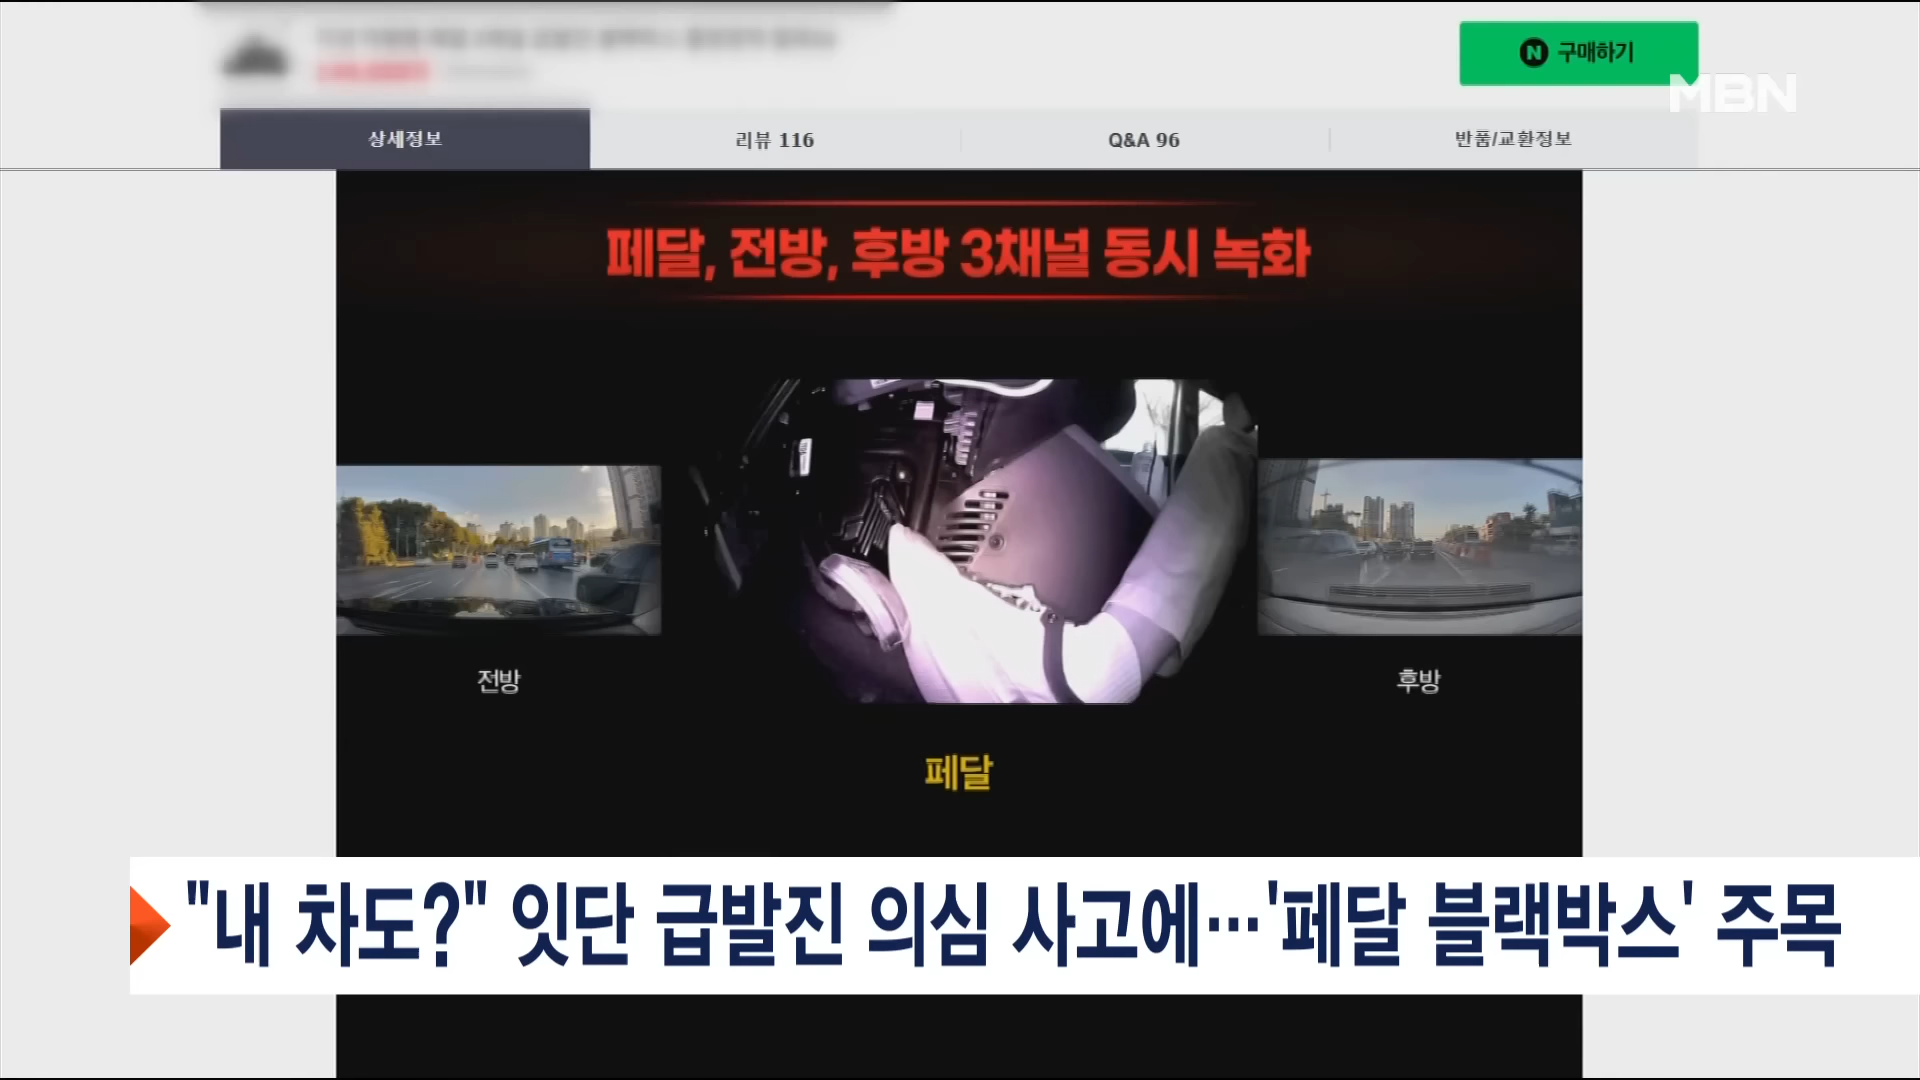 N 구매하기
MBN
상세정보
리뷰 116
Q&A 96
반품/교환정보
페달, 전방, 후방 3채널 동시 녹화
전방
후방
페달
"내 차도?" 잇단 급발진 의심 사고에…'페달 블랙박스' 주목